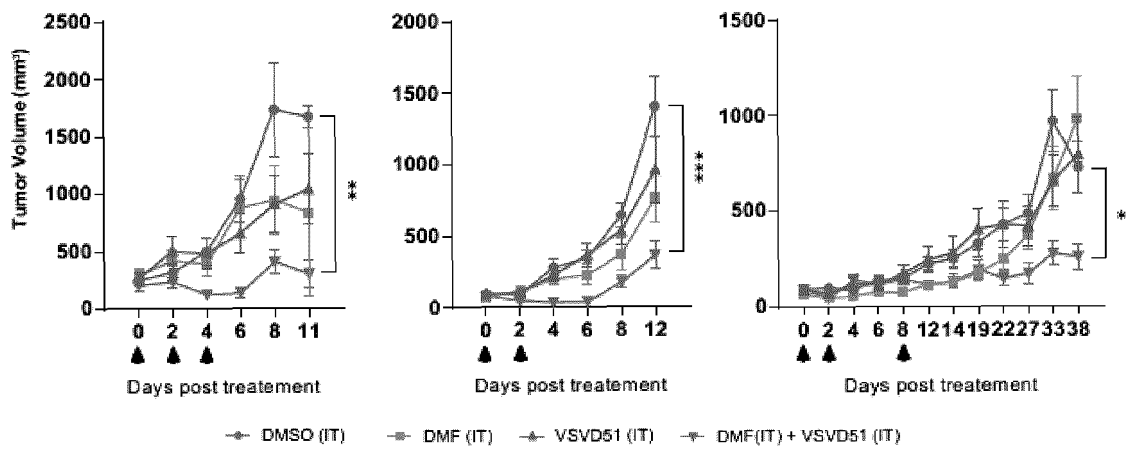 Tumor Volume (mm³)
2500
2000
1500
1000
500
0
0 2 4 6 8 11
**
Days post treatement
2000
1500
1000
500
0
0 2 4 6 8 12
***
Days post treatement
1500
1000
500
0
0 2 4 6 8 12 14 19 22 27 33 38
*
Days post treatement
DMSO (IT) DMF (IT) VSVD51 (IT) DMF(IT) + VSVD51 (IT)